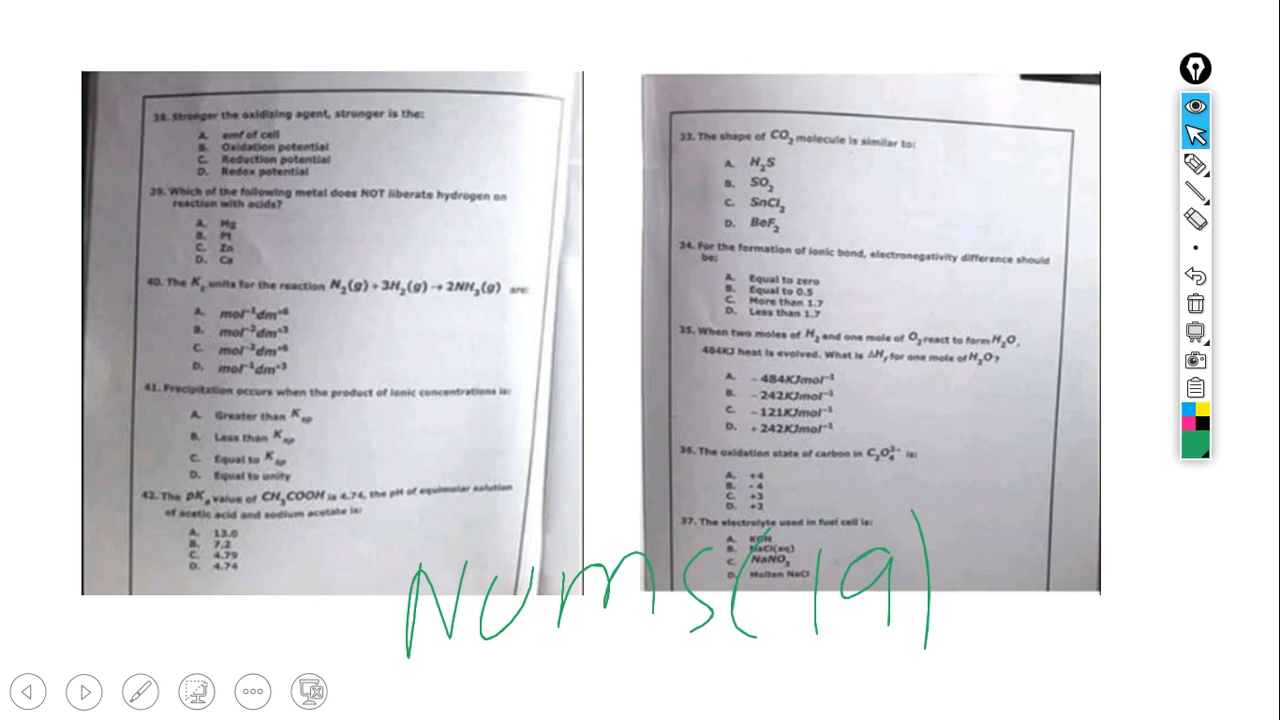 38. Stronger the oxidizing agent, stronger is the:
A. emf of cell
B. Oxidation potential
C. Reduction potential
D. Redox potential
39. Which of the following metal does NOT liberate hydrogen on
reaction with acids?
A. Mg
B. Pt
C. Zn
D. Ca
40. The K꜀ units for the reaction N₂(g) + 3H₂(g) → 2NH₃(g) are:
A. mol⁻¹dm⁺⁶
B. mol⁻²dm⁺³
C. mol⁻²dm⁺⁶
D. mol⁻¹dm⁺³
41. Precipitation occurs when the product of ionic concentrations is:
A. Greater than Kₛₚ
B. Less than Kₛₚ
C. Equal to Kₛₚ
D. Equal to unity
42. The pKₐ value of CH₃COOH is 4.74, the pH of equimolar solution
of acetic acid and sodium acetate is:
A. 13.0
B. 7.2
C. 4.79
D. 4.74
33. The shape of CO₂ molecule is similar to:
A. H₂S
B. SO₂
C. SnCl₂
D. BeF₂
34. For the formation of ionic bond, electronegativity difference should
be:
A. Equal to zero
B. Equal to 0.5
C. More than 1.7
D. Less than 1.7
35. When two moles of H₂ and one mole of O₂ react to form H₂O,
484KJ heat is evolved. What is ΔHf for one mole of H₂O?
A. - 484KJmol⁻¹
B. - 242KJmol⁻¹
C. - 121KJmol⁻¹
D. + 242KJmol⁻¹
36. The oxidation state of carbon in C₂O₄²⁻ is:
A. +4
B. - 4
C. +3
D. +2
37. The electrolyte used in fuel cell is:
A. KOH
B. NaCl(aq)
C. NaNO₃
D. Molten NaCl
Nums(19)